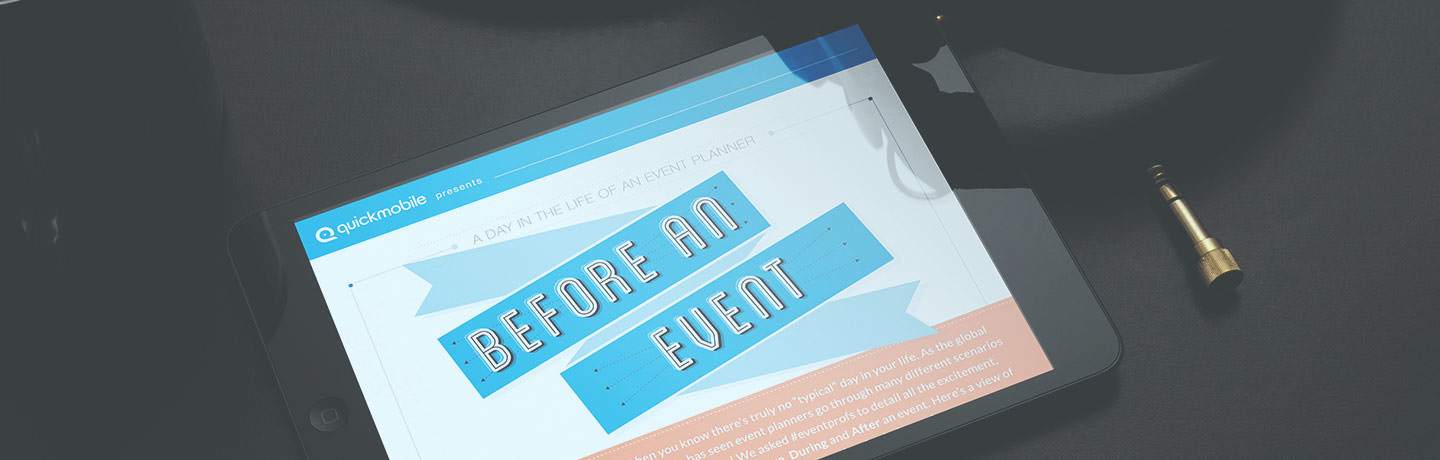 quickmobile presents
A DAY IN THE LIFE OF AN EVENT PLANNER
BEFORE AN
EVENT
you know there's truly no "typical" day in your life. As the global
has seen event planners go through many different scenarios
We asked #eventprofs to detail all the excitement,
During and After an event. Here's a view of